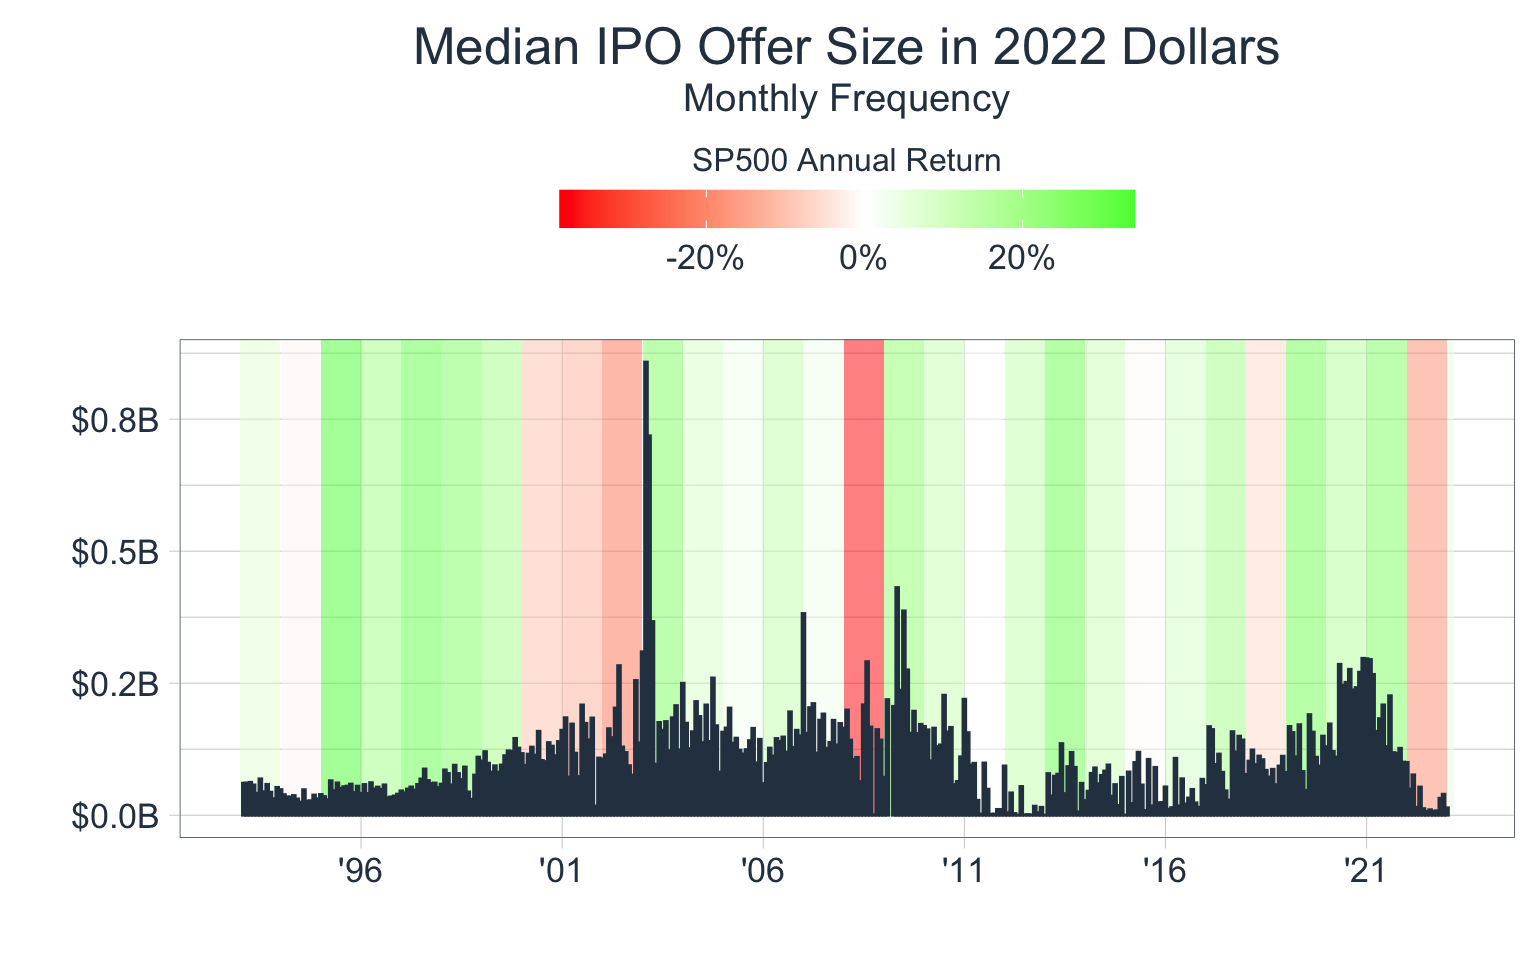 Median IPO Offer Size in 2022 Dollars
Monthly Frequency
SP500 Annual Return
-20% 0% 20%
$0.8B
$0.5B
$0.2B
$0.0B
'96 '01 '06 '11 '16 '21